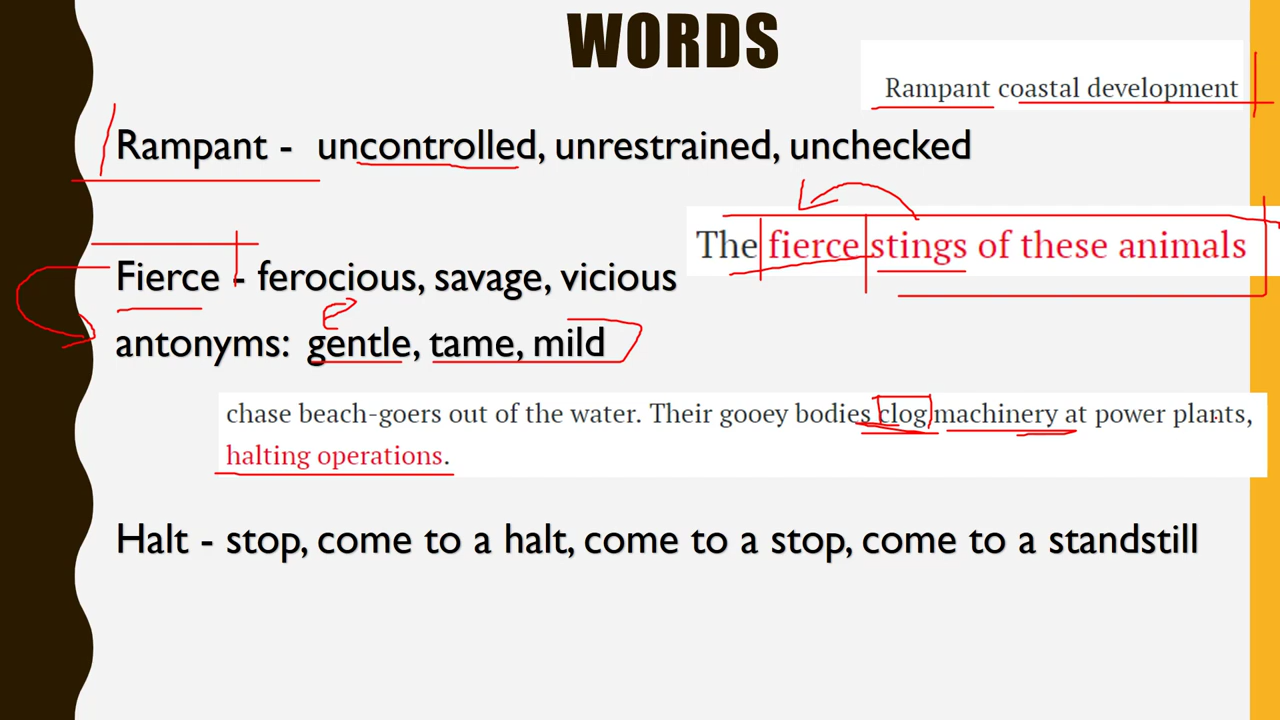 WORDS
Rampant coastal development
Rampant - uncontrolled, unrestrained, unchecked
The fierce stings of these animals
Fierce - ferocious, savage, vicious
antonyms: gentle, tame, mild
chase beach-goers out of the water. Their gooey bodies clog machinery at power plants,
halting operations.
Halt - stop, come to a halt, come to a stop, come to a standstill